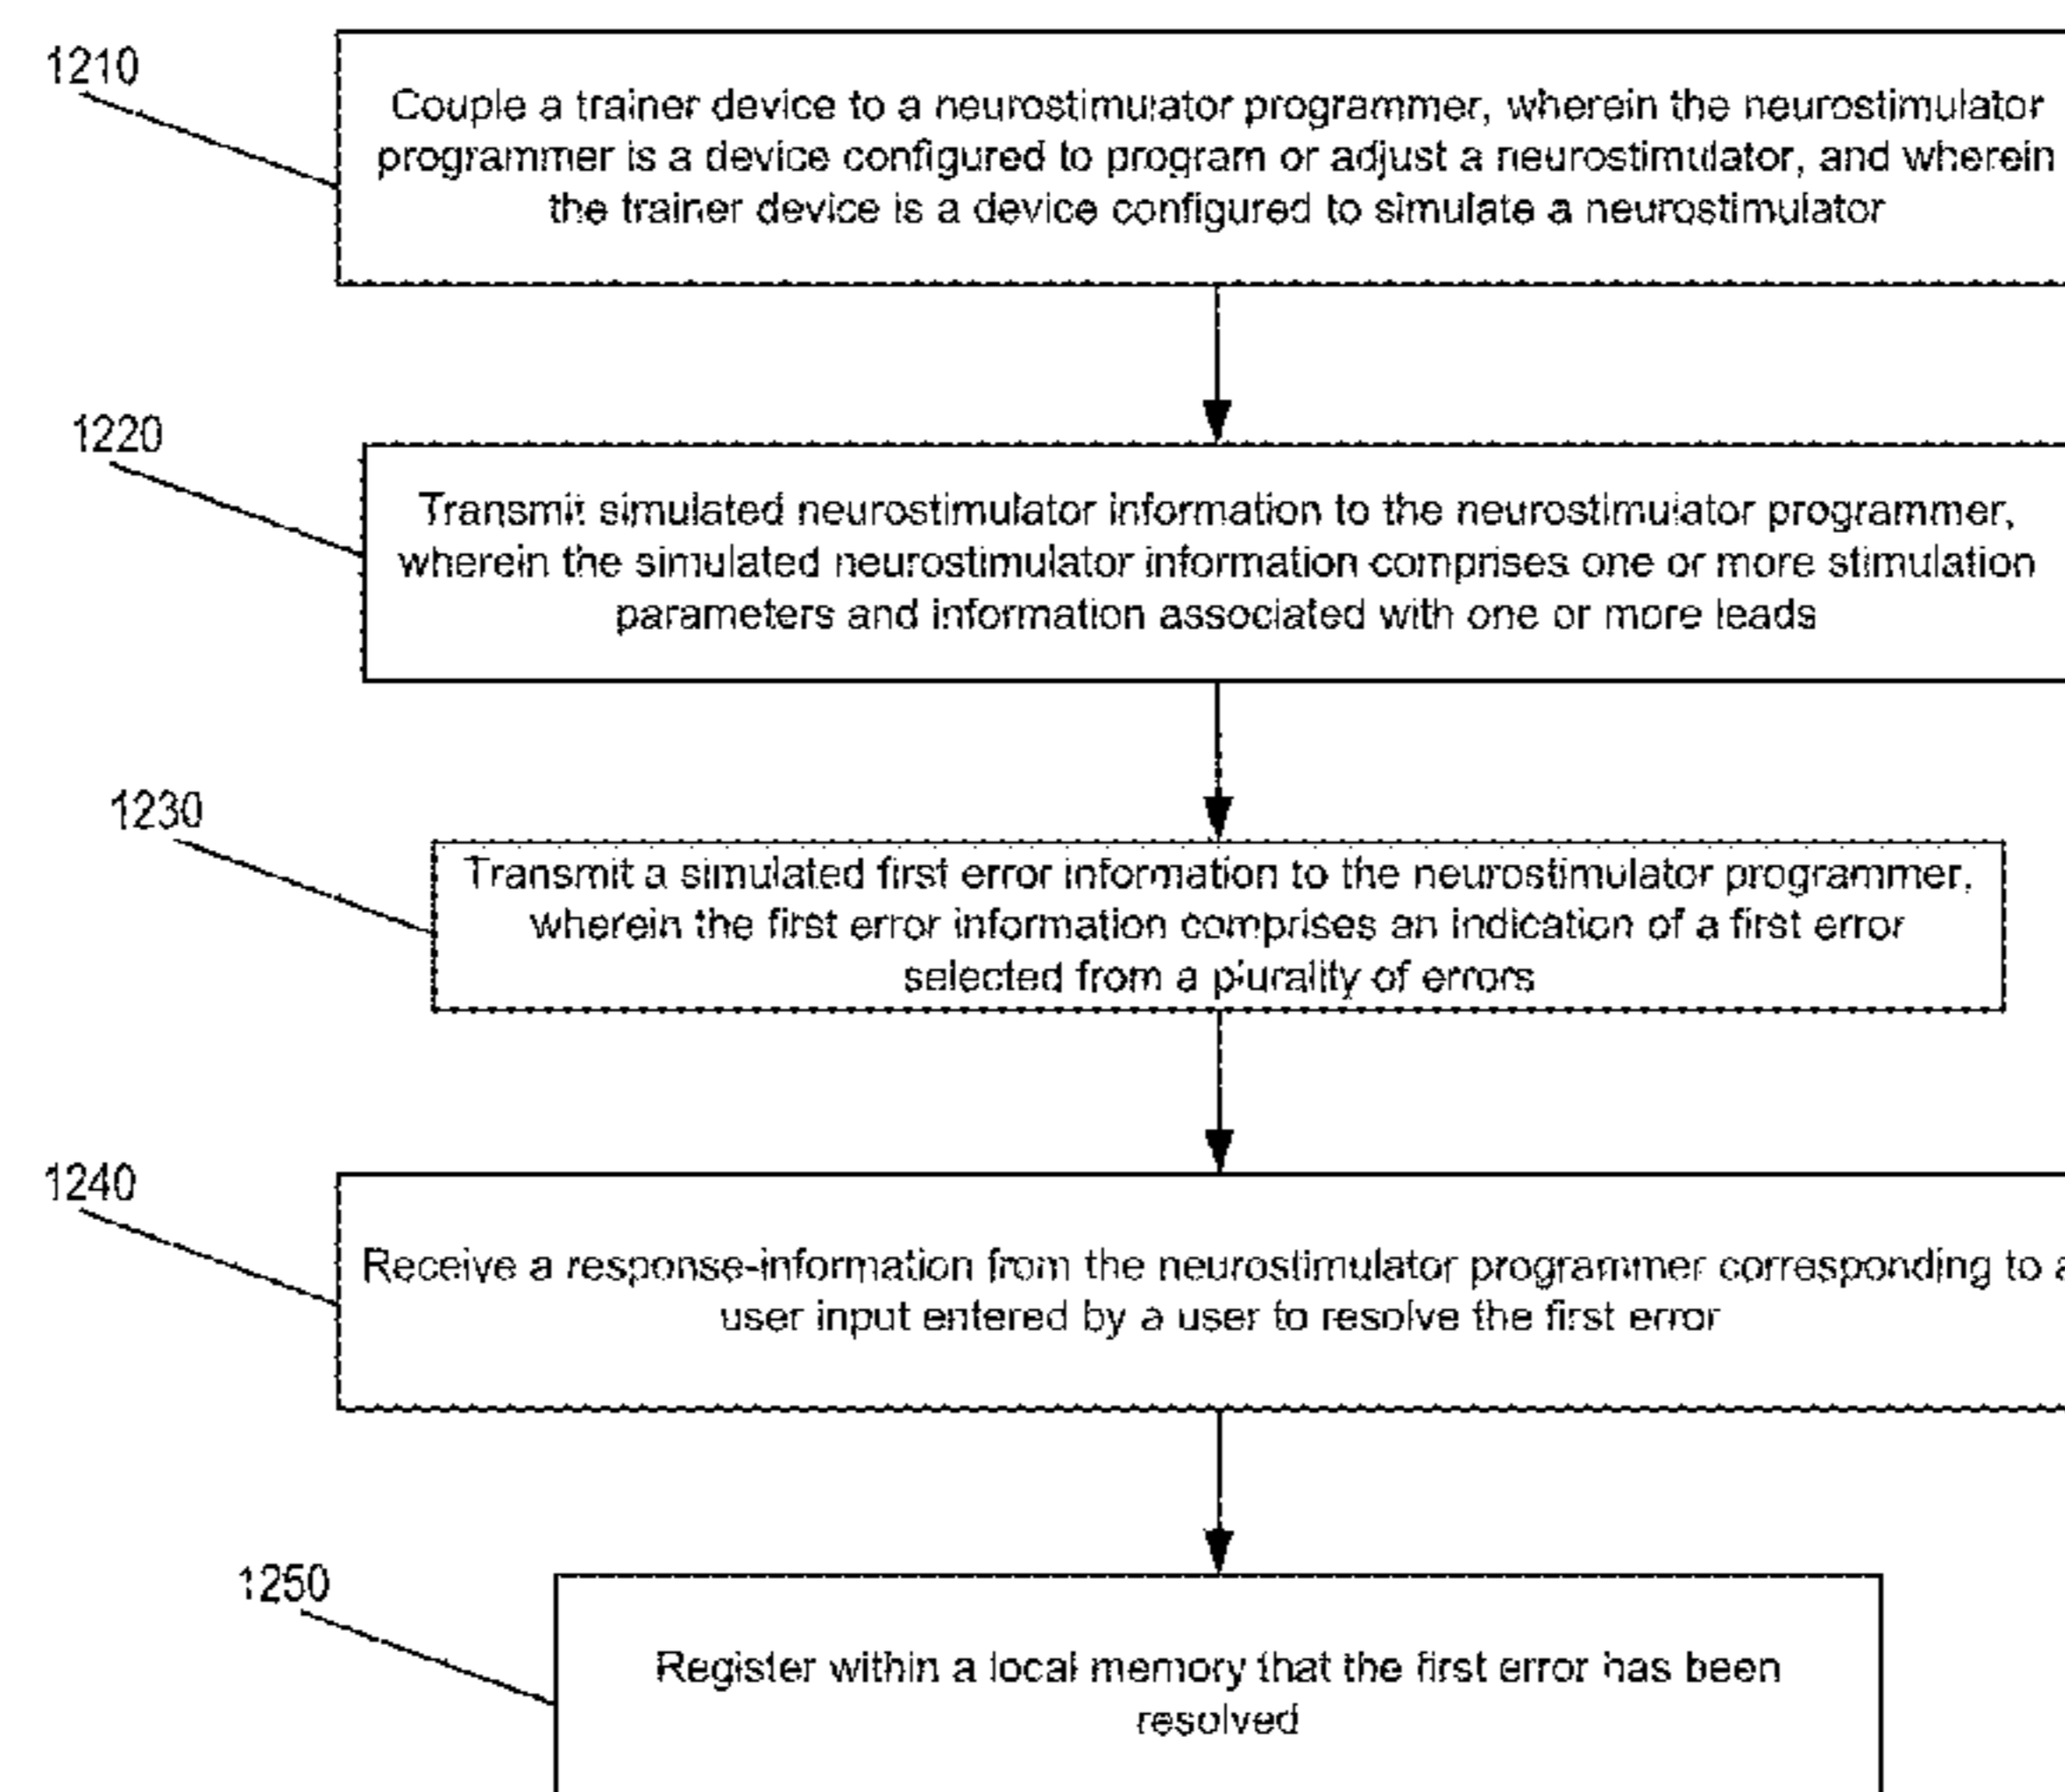 1210
Couple a trainer device to a neurostimulator programmer, wherein the neurostimulator
programmer is a device configured to program or adjust a neurostimulator, and wherein
the trainer device is a device configured to simulate a neurostimulator
1220
Transmit simulated neurostimulator information to the neurostimulator programmer,
wherein the simulated neurostimulator information comprises one or more stimulation
parameters and information associated with one or more leads
1230
Transmit a simulated first error information to the neurostimulator programmer,
wherein the first error information comprises an indication of a first error
selected from a plurality of errors
1240
Receive a response-information from the neurostimulator programmer corresponding to a
user input entered by a user to resolve the first error
1250
Register within a local memory that the first error has been
resolved